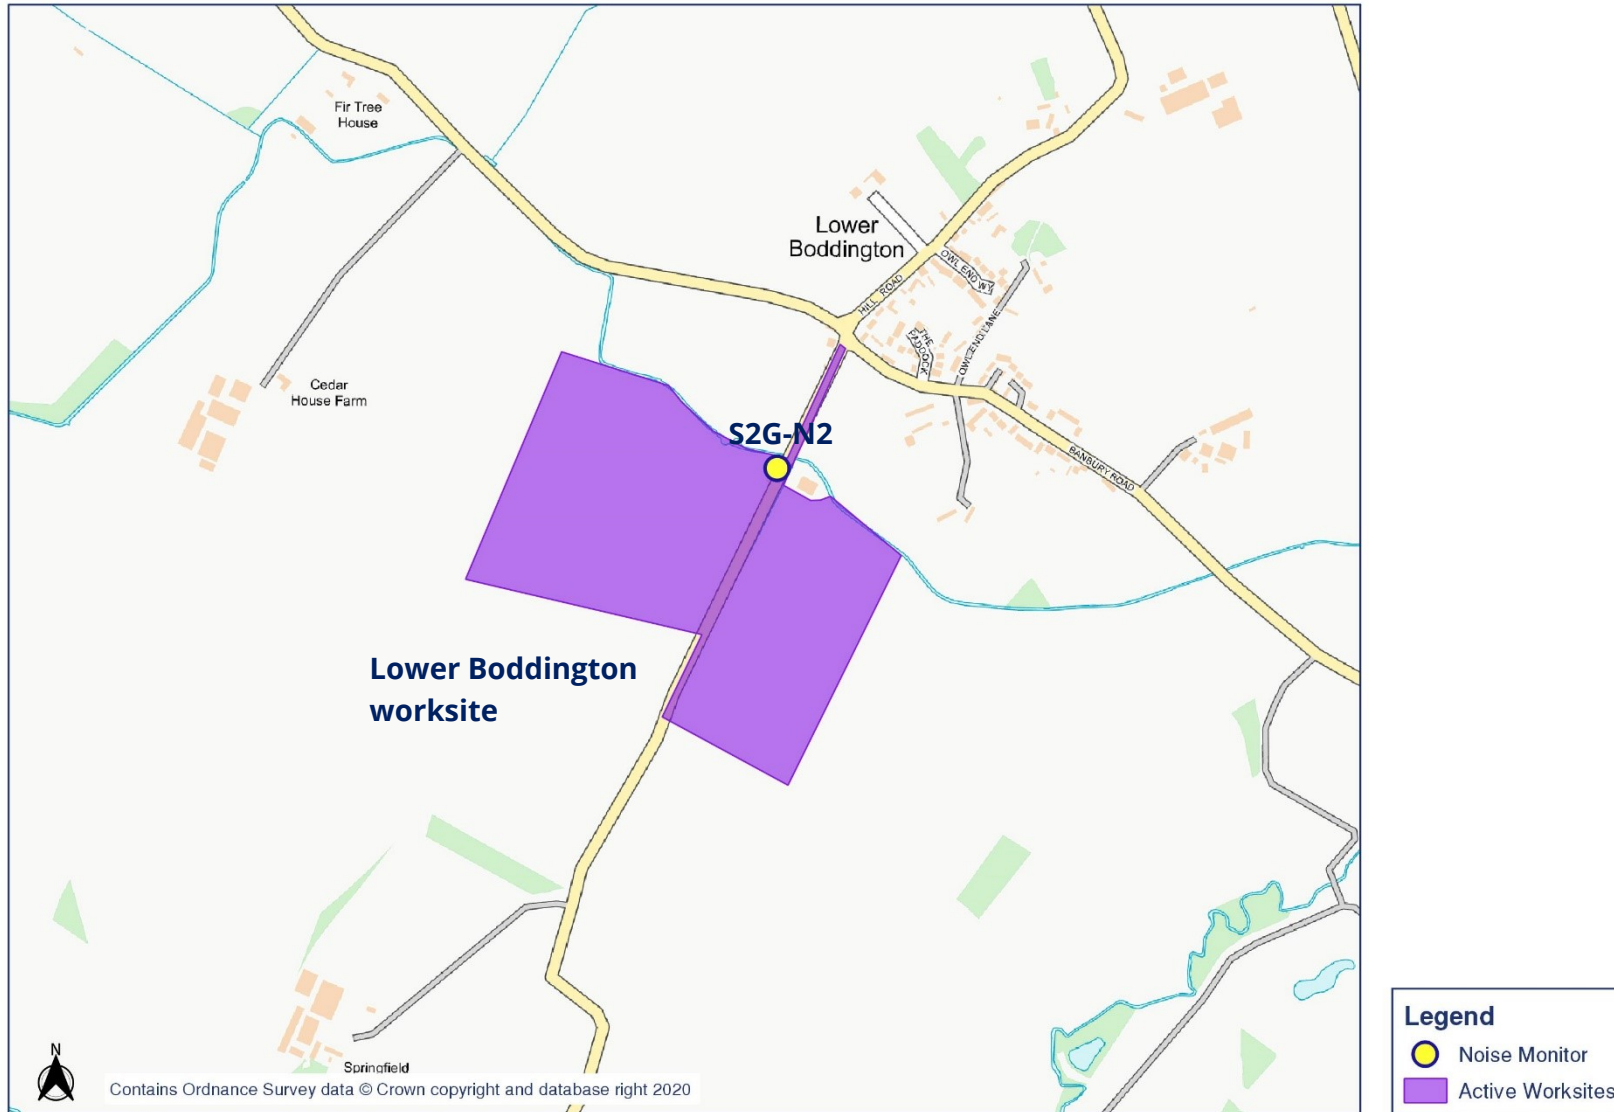 Fir Tree
House
Lower
Boddington
OWL END WY
HILL ROAD
THE
PADDOCK
OWL END LANE
Cedar
House Farm
S2G-N2
BANBURY ROAD
Lower Boddington
worksite
N
Springfield
Contains Ordnance Survey data © Crown copyright and database right 2020
Legend
Noise Monitor
Active Worksites